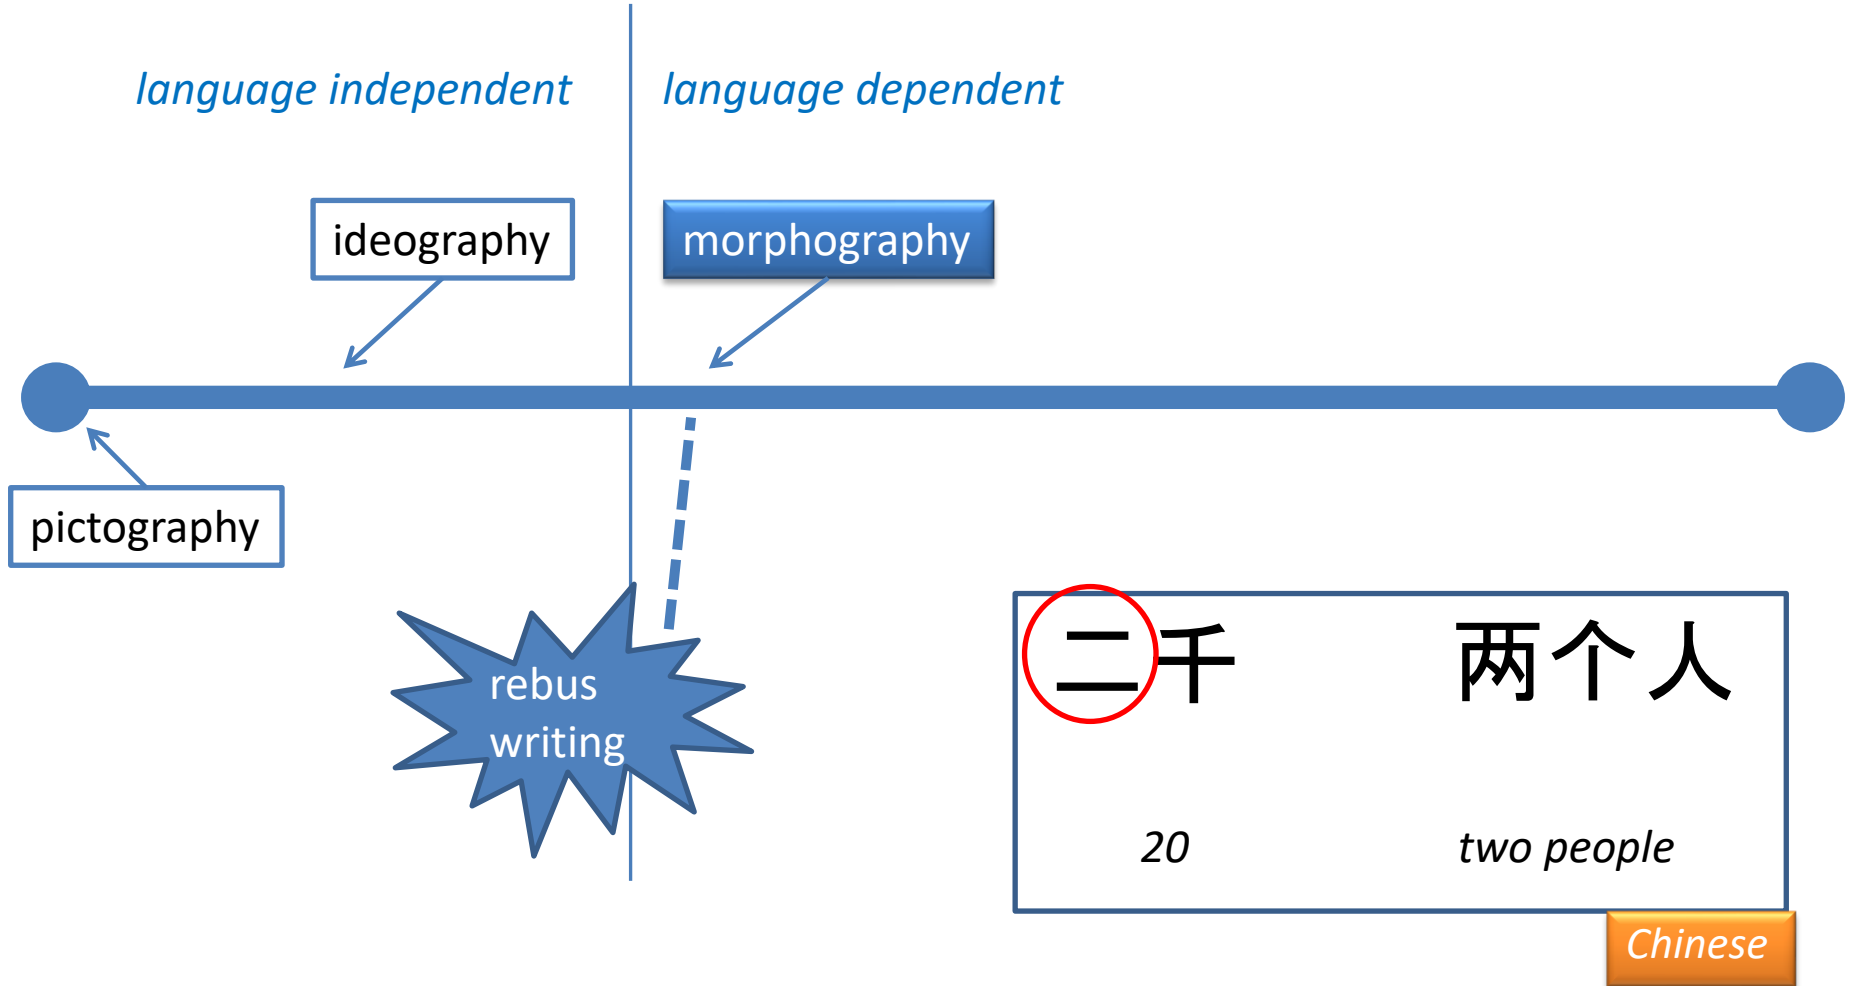 language independent
language dependent
ideography
morphography
pictography
rebus
writing
二千
两个人
20
two people
Chinese